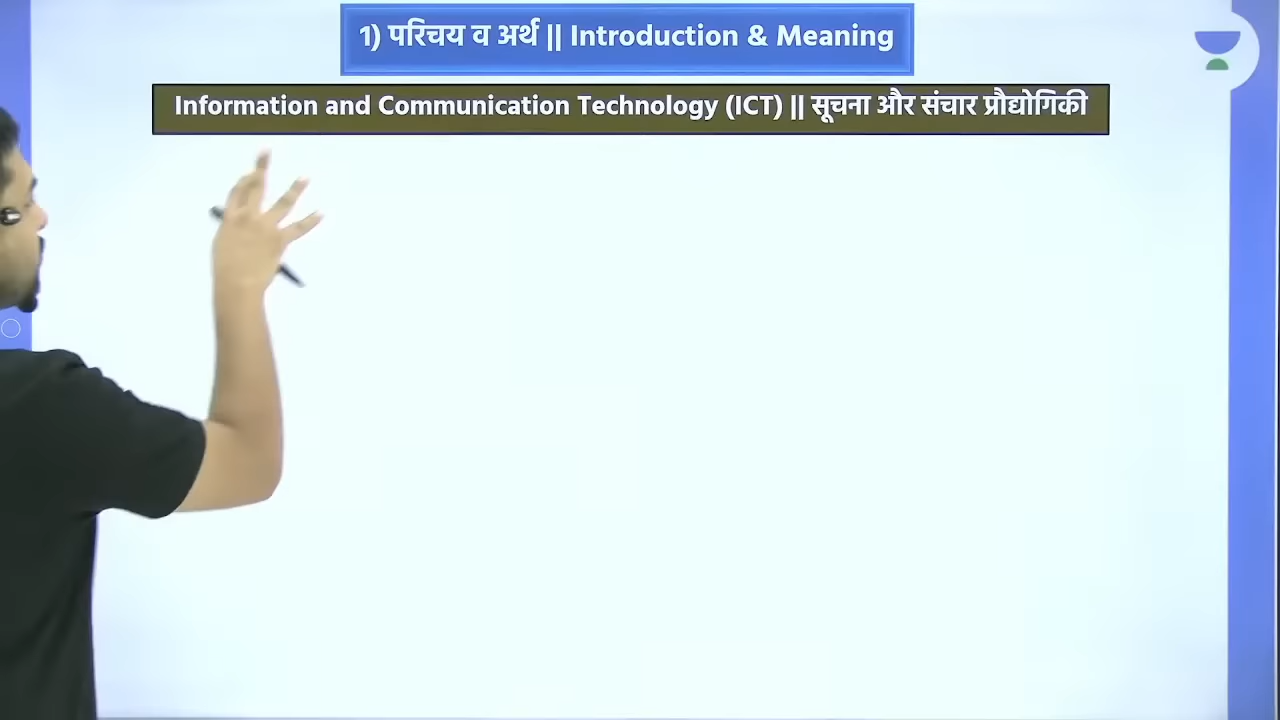 1) परिचय व अर्थ || Introduction & Meaning
Information and Communication Technology (ICT) || सूचना और संचार प्रौद्योगिकी